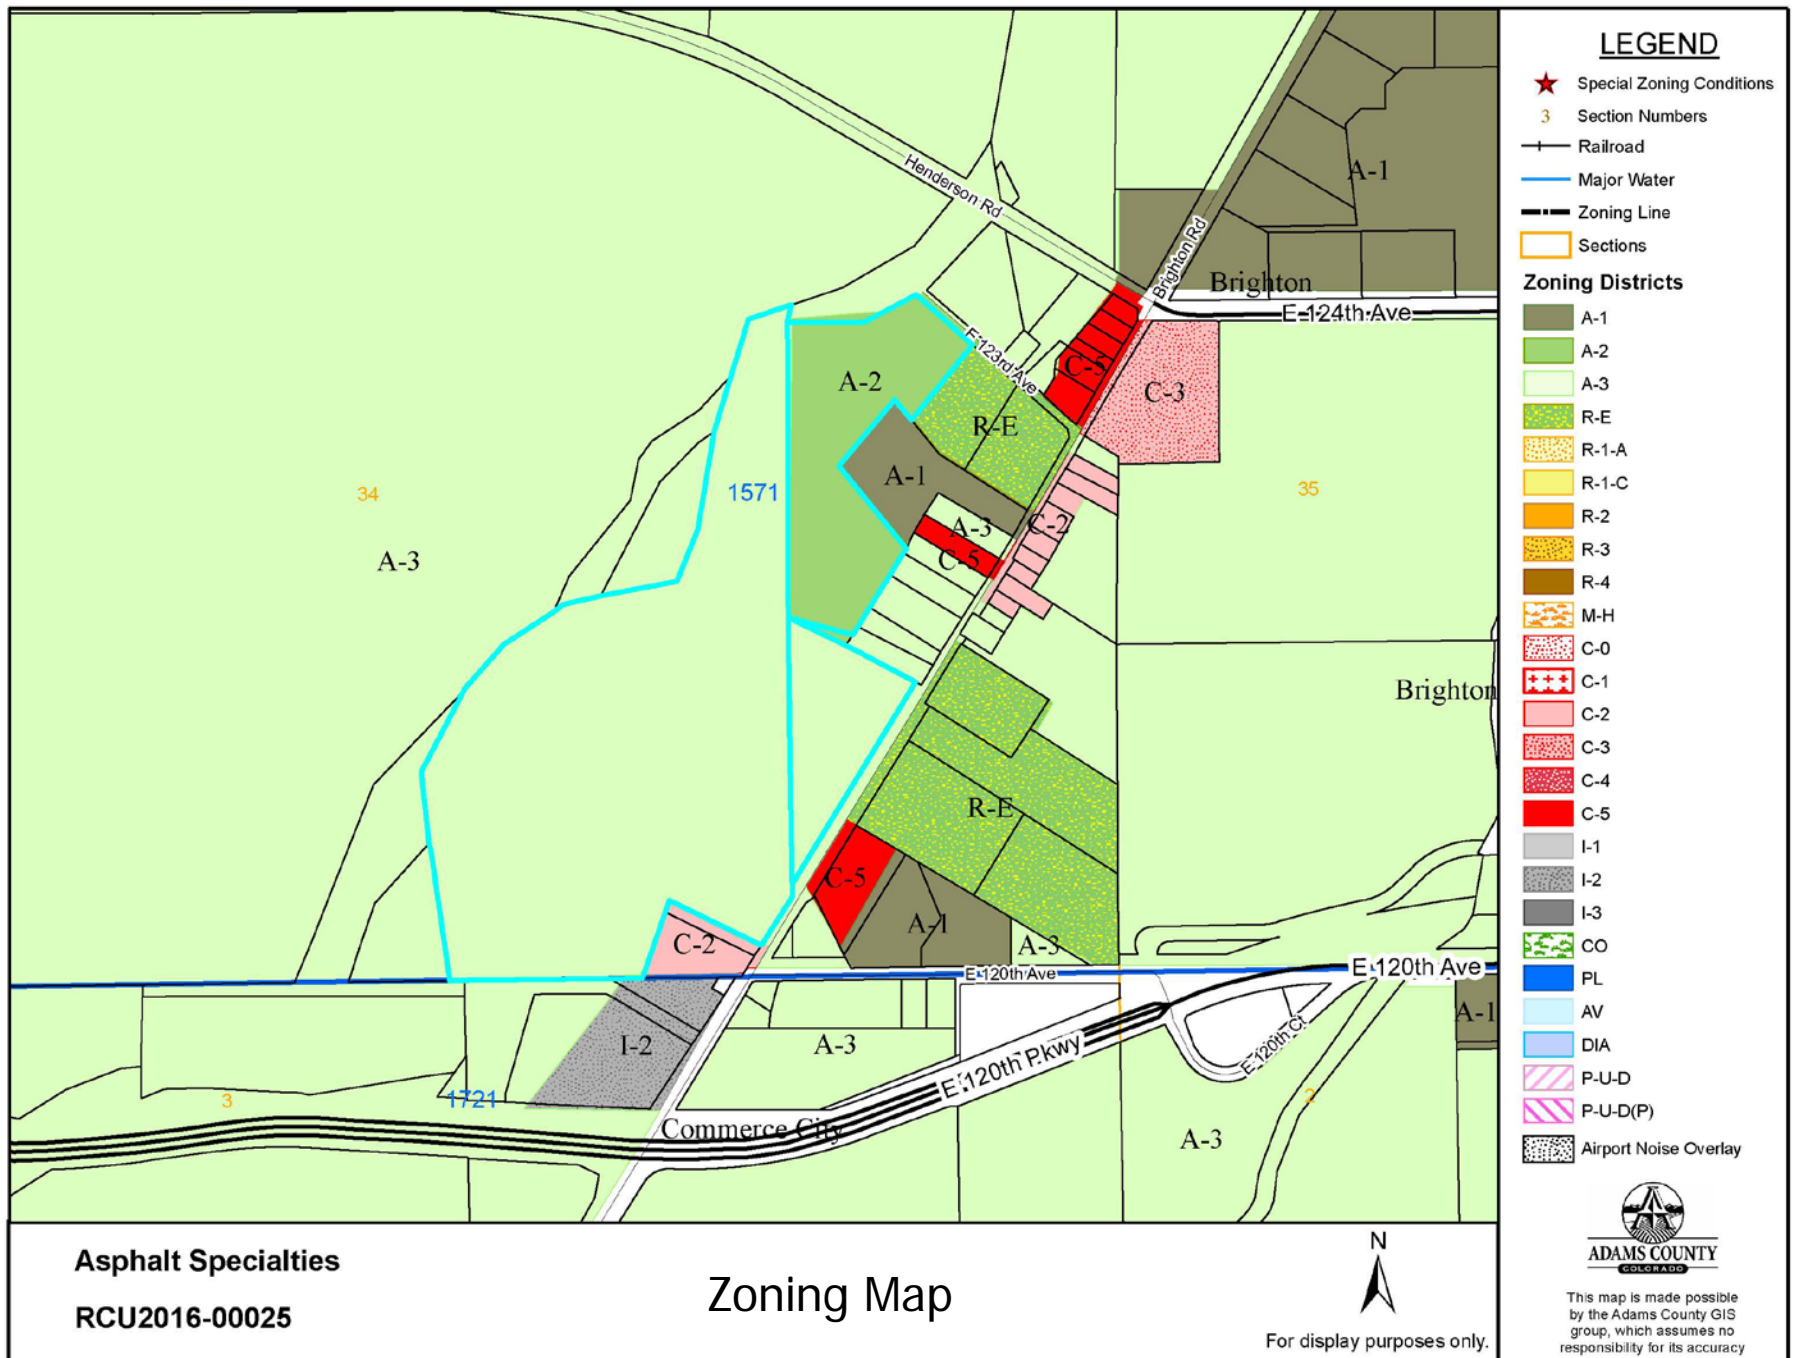 Henderson Rd
Brighton Rd
A-1
Brighton
E 124th Ave
E 123rd Ave
A-2
C-5
C-3
R-E
34
1571
A-1
35
A-3
C-2
A-3
C-5
Brighton
R-E
C-5
A-1
C-2
A-3
E 120th Ave
E 120th Ave
A-1
I-2
A-3
E 120th Pkwy
E 120th Ct
3
1721
2
Commerce City
A-3
LEGEND
Special Zoning Conditions
3 Section Numbers
Railroad
Major Water
Zoning Line
Sections
Zoning Districts
A-1
A-2
A-3
R-E
R-1-A
R-1-C
R-2
R-3
R-4
M-H
C-0
C-1
C-2
C-3
C-4
C-5
I-1
I-2
I-3
CO
PL
AV
DIA
P-U-D
P-U-D(P)
Airport Noise Overlay
ADAMS COUNTY
COLORADO
This map is made possible
by the Adams County GIS
group, which assumes no
responsibility for its accuracy
Asphalt Specialties
RCU2016-00025
Zoning Map
N
For display purposes only.